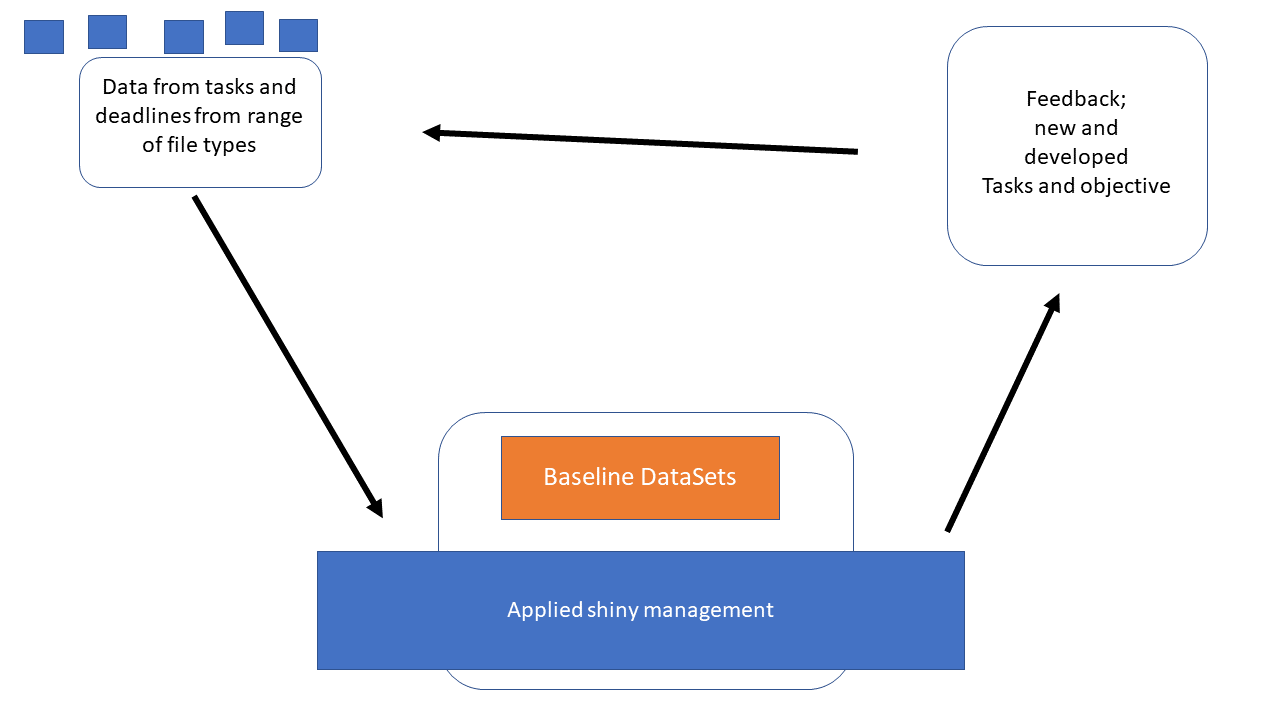 Data from tasks and
deadlines from range
of file types
Feedback;
new and
developed
Tasks and objective
Baseline DataSets
Applied shiny management